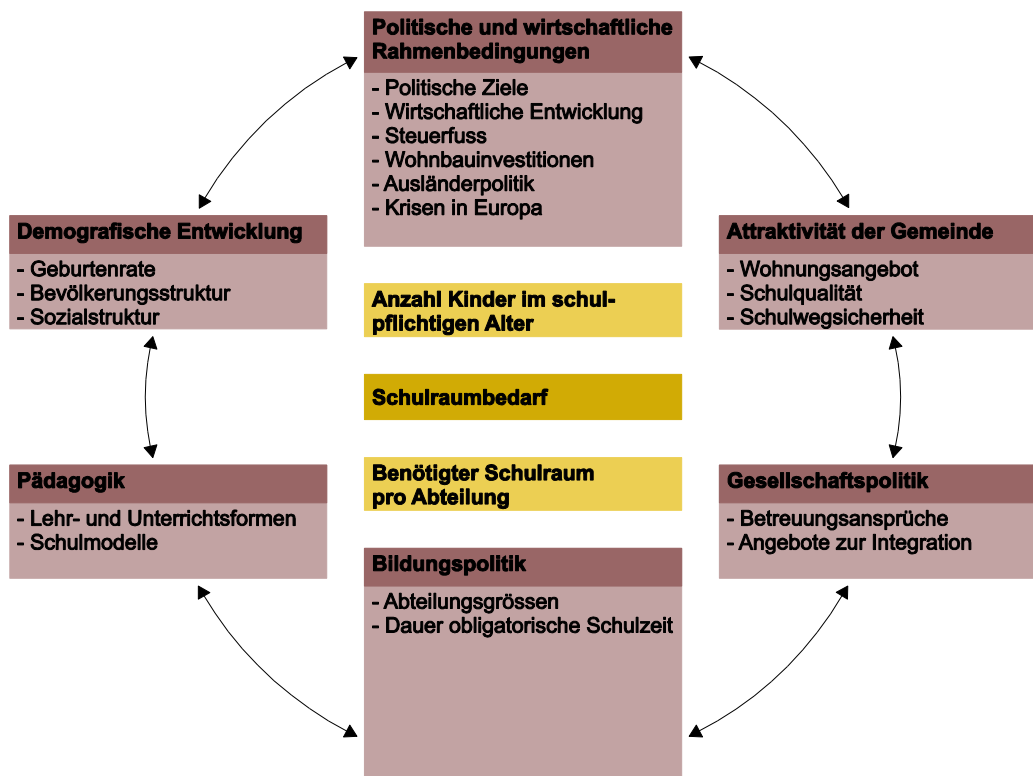 Politische und wirtschaftliche
Rahmenbedingungen
- Politische Ziele
- Wirtschaftliche Entwicklung
- Steuerfuss
- Wohnbauinvestitionen
- Ausländerpolitik
- Krisen in Europa
Demografische Entwicklung
- Geburtenrate
- Bevölkerungsstruktur
- Sozialstruktur
Attraktivität der Gemeinde
- Wohnungsangebot
- Schulqualität
- Schulwegsicherheit
Anzahl Kinder im schul-
pflichtigen Alter
Schulraumbedarf
Benötigter Schulraum
pro Abteilung
Pädagogik
- Lehr- und Unterrichtsformen
- Schulmodelle
Gesellschaftspolitik
- Betreuungsansprüche
- Angebote zur Integration
Bildungspolitik
- Abteilungsgrössen
- Dauer obligatorische Schulzeit